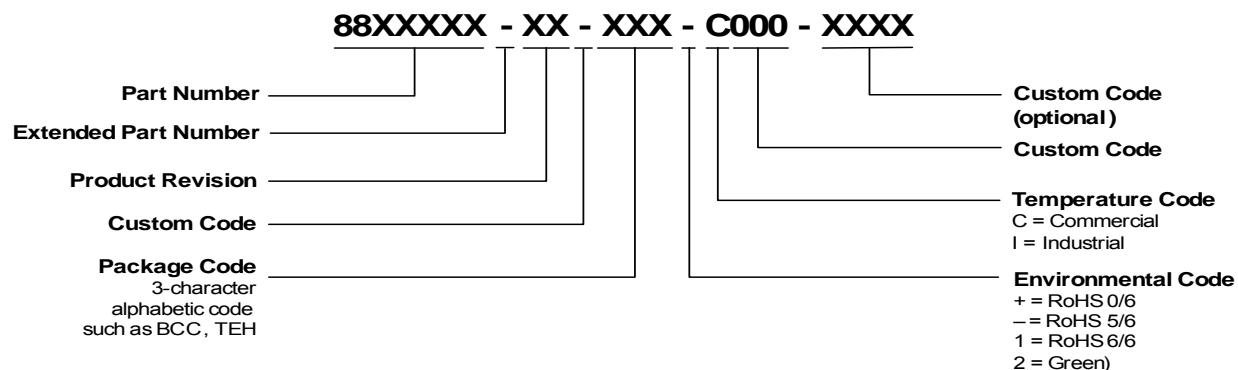 88XXXXX - XX - XXX - C000 - XXXX
Part Number
Extended Part Number
Product Revision
Custom Code
Package Code
3-character
alphabetic code
such as BCC, TEH
Custom Code
(optional)
Custom Code
Temperature Code
C = Commercial
I = Industrial
Environmental Code
+ = RoHS 0/6
– = RoHS 5/6
1 = RoHS 6/6
2 = Green)